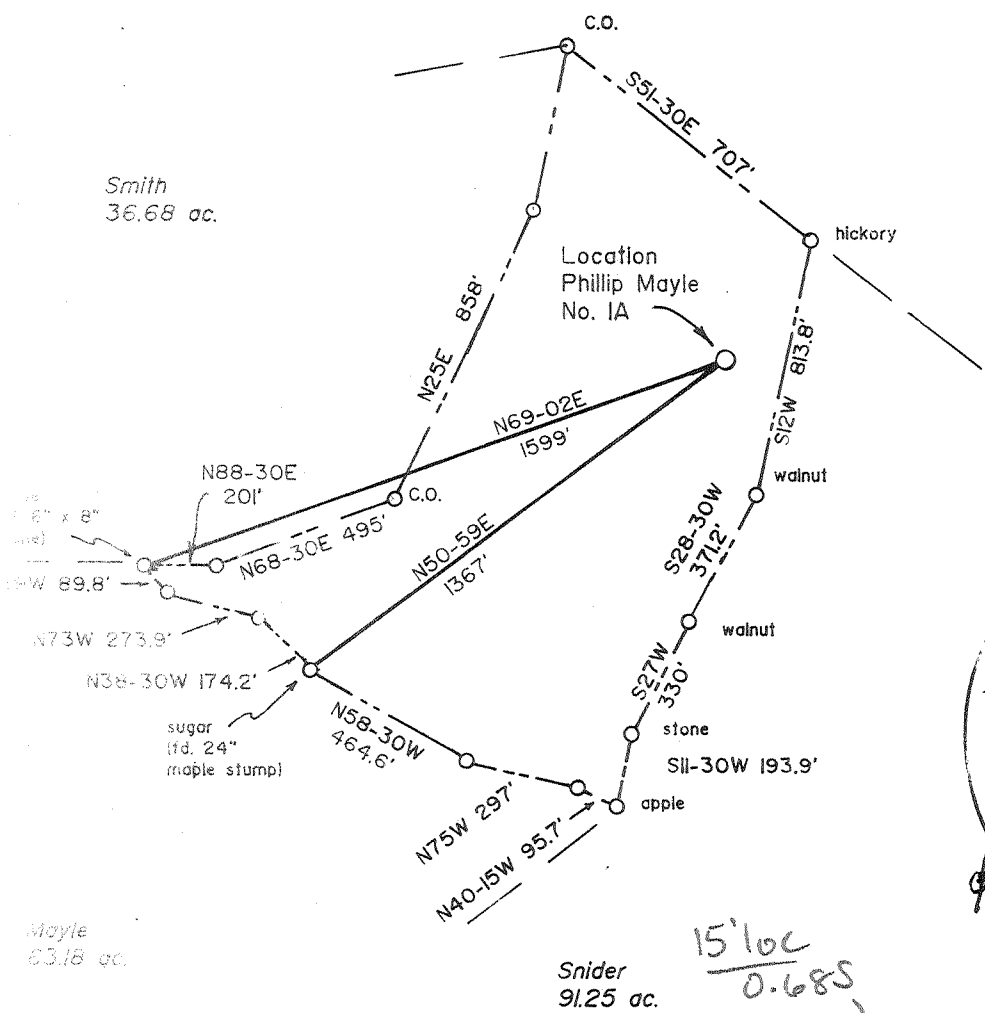 C.O.
S51-30E 707'
Smith
36.68 ac.
hickory
Location
Phillip Mayle
No. 1A
N25E 858'
S12W 813.8'
N69-02E
1599'
N88-30E
201'
C.O.
walnut
6" x 8"
N68-30E 495'
N50-59E
1367'
S28-30W
371.2'
W 89.8'
walnut
N73W 273.9'
S27W
330'
N38-30W 174.2'
sugar
(fd. 24"
maple stump)
N58-30W
464.6'
stone
S11-30W 193.9'
N75W 297'
apple
N40-15W 95.7'
Mayle
63.18 ac.
Snider
91.25 ac.
15' loc
0.68S